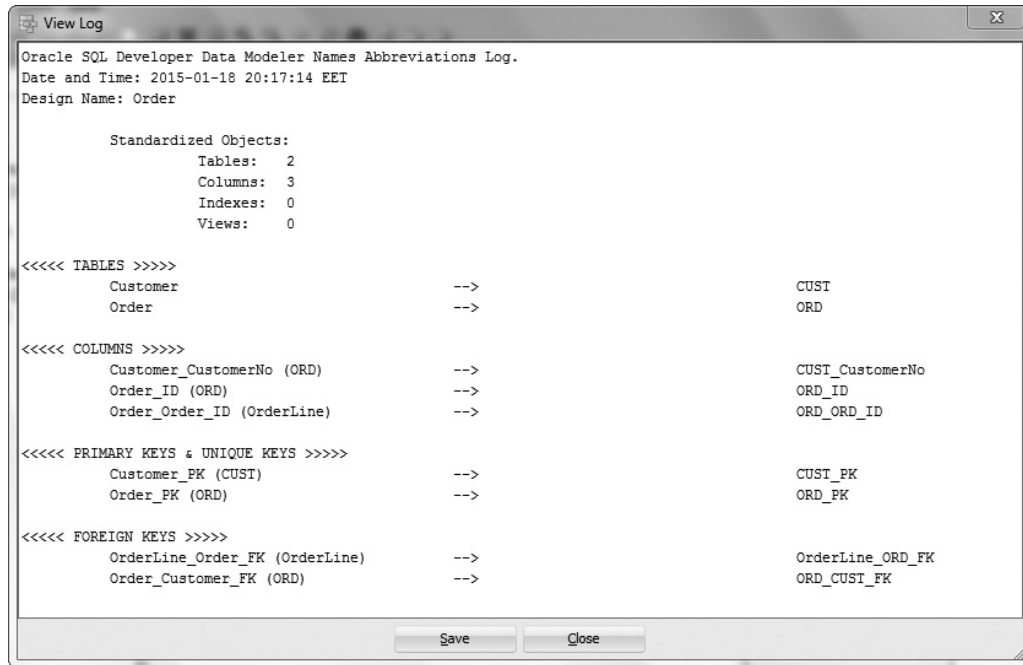 View Log
Oracle SQL Developer Data Modeler Names Abbreviations Log.
Date and Time: 2015-01-18 20:17:14 EET
Design Name: Order
Standardized Objects:
Tables: 2
Columns: 3
Indexes: 0
Views: 0
<<<<< TABLES >>>>>
Customer --> CUST
Order --> ORD
<<<<< COLUMNS >>>>>
Customer_CustomerNo (ORD) --> CUST_CustomerNo
Order_ID (ORD) --> ORD_ID
Order_Order_ID (OrderLine) --> ORD_ORD_ID
<<<<< PRIMARY KEYS & UNIQUE KEYS >>>>>
Customer_PK (CUST) --> CUST_PK
Order_PK (ORD) --> ORD_PK
<<<<< FOREIGN KEYS >>>>>
OrderLine_Order_FK (OrderLine) --> OrderLine_ORD_FK
Order_Customer_FK (ORD) --> ORD_CUST_FK
Save Close